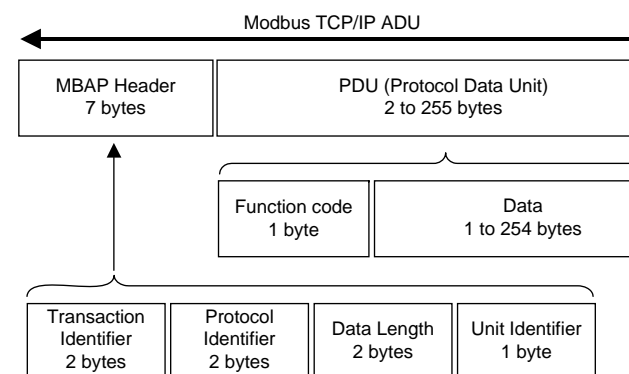 Modbus TCP/IP ADU
MBAP Header
7 bytes
PDU (Protocol Data Unit)
2 to 255 bytes
Function code
1 byte
Data
1 to 254 bytes
Transaction
Identifier
2 bytes
Protocol
Identifier
2 bytes
Data Length
2 bytes
Unit Identifier
1 byte